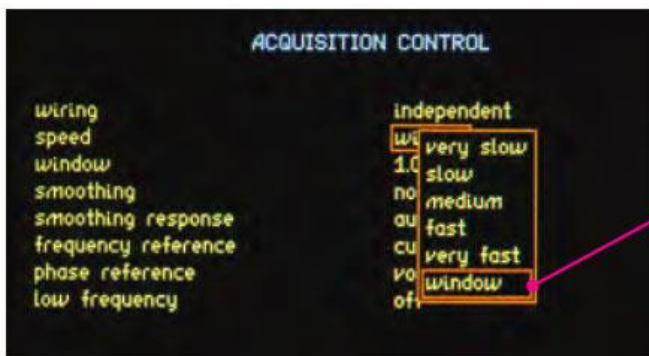 ACQUISITION CONTROL
wiring independent
speed
very slow
window
slow
smoothing
medium
smoothing response
fast
frequency reference
very fast
phase reference
window
low frequency